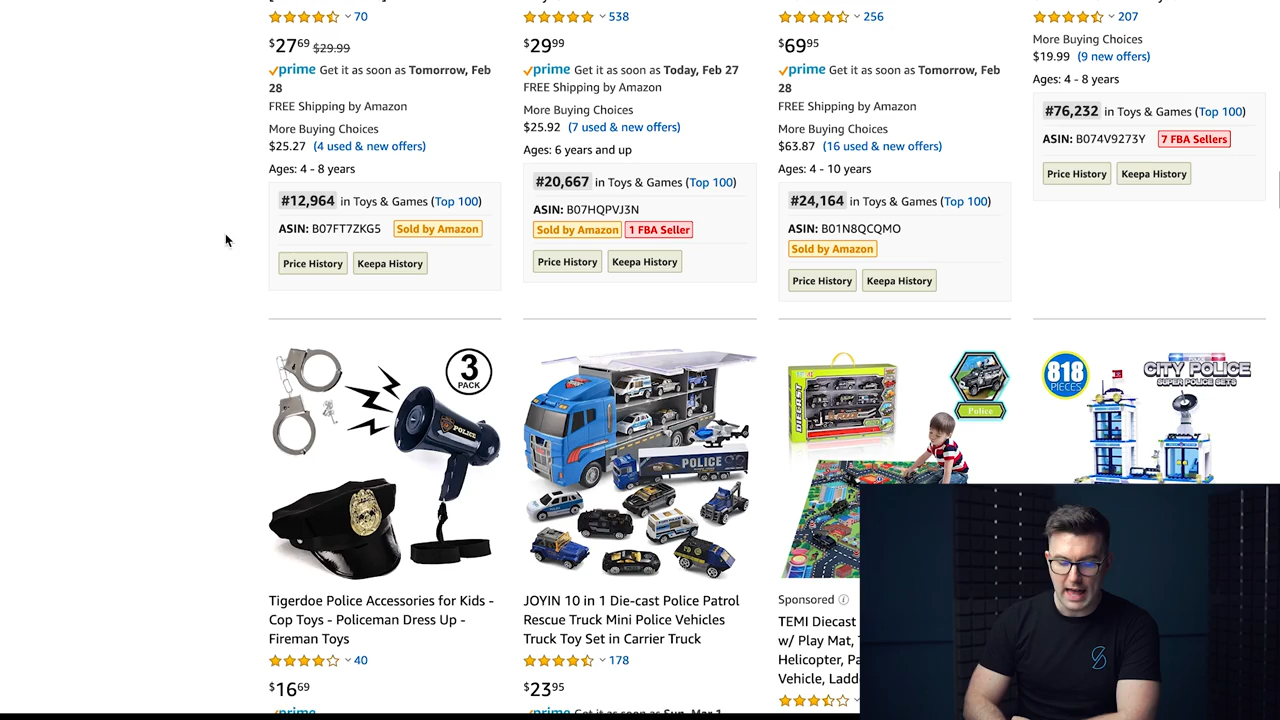 70
$27.69 $29.99
prime Get it as soon as Tomorrow, Feb
28
FREE Shipping by Amazon
More Buying Choices
$25.27 (4 used & new offers)
Ages: 4 - 8 years
#12,964 in Toys & Games (Top 100)
ASIN: B07FT7ZKG5 Sold by Amazon
Price History Keepa History
538
$29.99
prime Get it as soon as Today, Feb 27
FREE Shipping by Amazon
More Buying Choices
$25.92 (7 used & new offers)
Ages: 6 years and up
#20,667 in Toys & Games (Top 100)
ASIN: B07HQPVJ3N
Sold by Amazon 1 FBA Seller
Price History Keepa History
256
$69.95
prime Get it as soon as Tomorrow, Feb
28
FREE Shipping by Amazon
More Buying Choices
$63.87 (16 used & new offers)
Ages: 4 - 10 years
#24,164 in Toys & Games (Top 100)
ASIN: B01N8QCQMO
Sold by Amazon
Price History Keepa History
207
More Buying Choices
$19.99 (9 new offers)
Ages: 4 - 8 years
#76,232 in Toys & Games (Top 100)
ASIN: B074V9273Y 7 FBA Sellers
Price History Keepa History
3
PACK
POLICE
Tigerdoe Police Accessories for Kids -
Cop Toys - Policeman Dress Up -
Fireman Toys
40
$16.69
prime
POLICE
JOYIN 10 in 1 Die-cast Police Patrol
Rescue Truck Mini Police Vehicles
Truck Toy Set in Carrier Truck
178
$23.95
prime Get it as soon as Sun, Mar 1
DIECAST
Police
Sponsored
TEMI Diecast
w/ Play Mat,
Helicopter,
Vehicle,
818
PIECES
POLICE
CITY POLICE
SUPER POLICE SETS